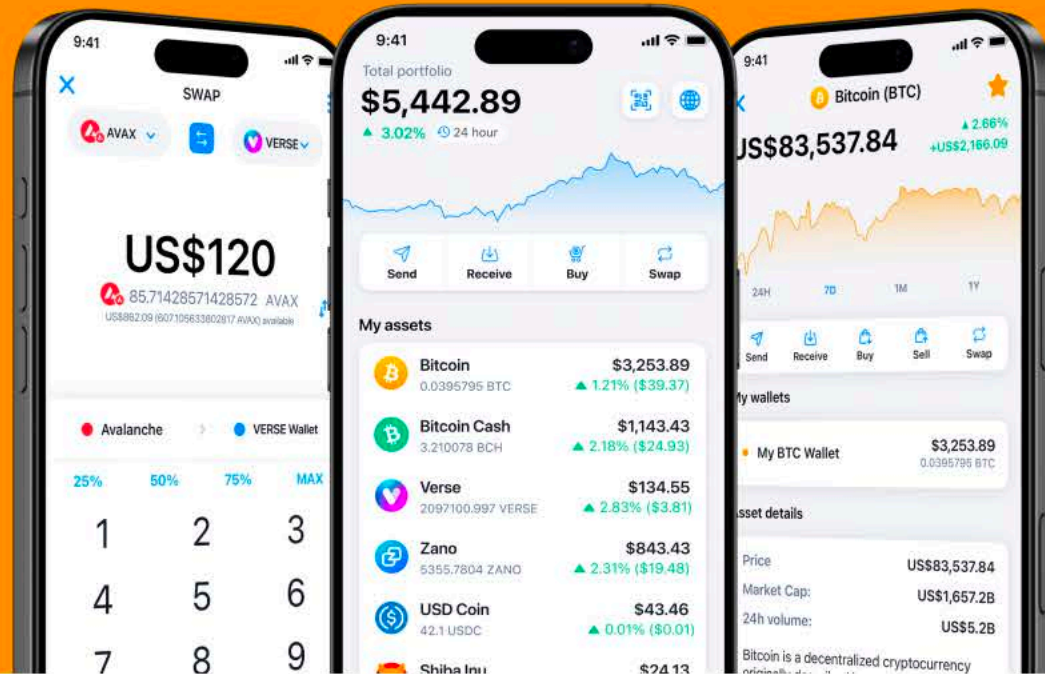 9:41
SWAP
AVAX
VERSE
US$120
85.71428571428572 AVAX
Avalanche
VERSE Wallet
25% 50% 75% MAX
1 2 3
4 5 6
7 8 9
9:41
Total portfolio
$5,442.89
3.02% 24 hour
Send Receive Buy Swap
My assets
Bitcoin $3,253.89
0.0395795 BTC 1.21% ($39.37)
Bitcoin Cash $1,143.43
3.210078 BCH 2.18% ($24.93)
Verse $134.55
2097100.997 VERSE 2.83% ($3.81)
Zano $843.43
5355.7804 ZANO 2.31% ($19.48)
USD Coin $43.46
42.1 USDC 0.01% ($0.01)
Shiba Inu $24.13
9:41
Bitcoin (BTC)
US$83,537.84
2.66%
+US$2,166.09
24H 7D 1M 1Y
Send Receive Buy Sell Swap
My wallets
My BTC Wallet $3,253.89
0.0395795 BTC
Asset details
Price US$83,537.84
Market Cap: US$1,657.2B
24h volume: US$5.2B
Bitcoin is a decentralized cryptocurrency